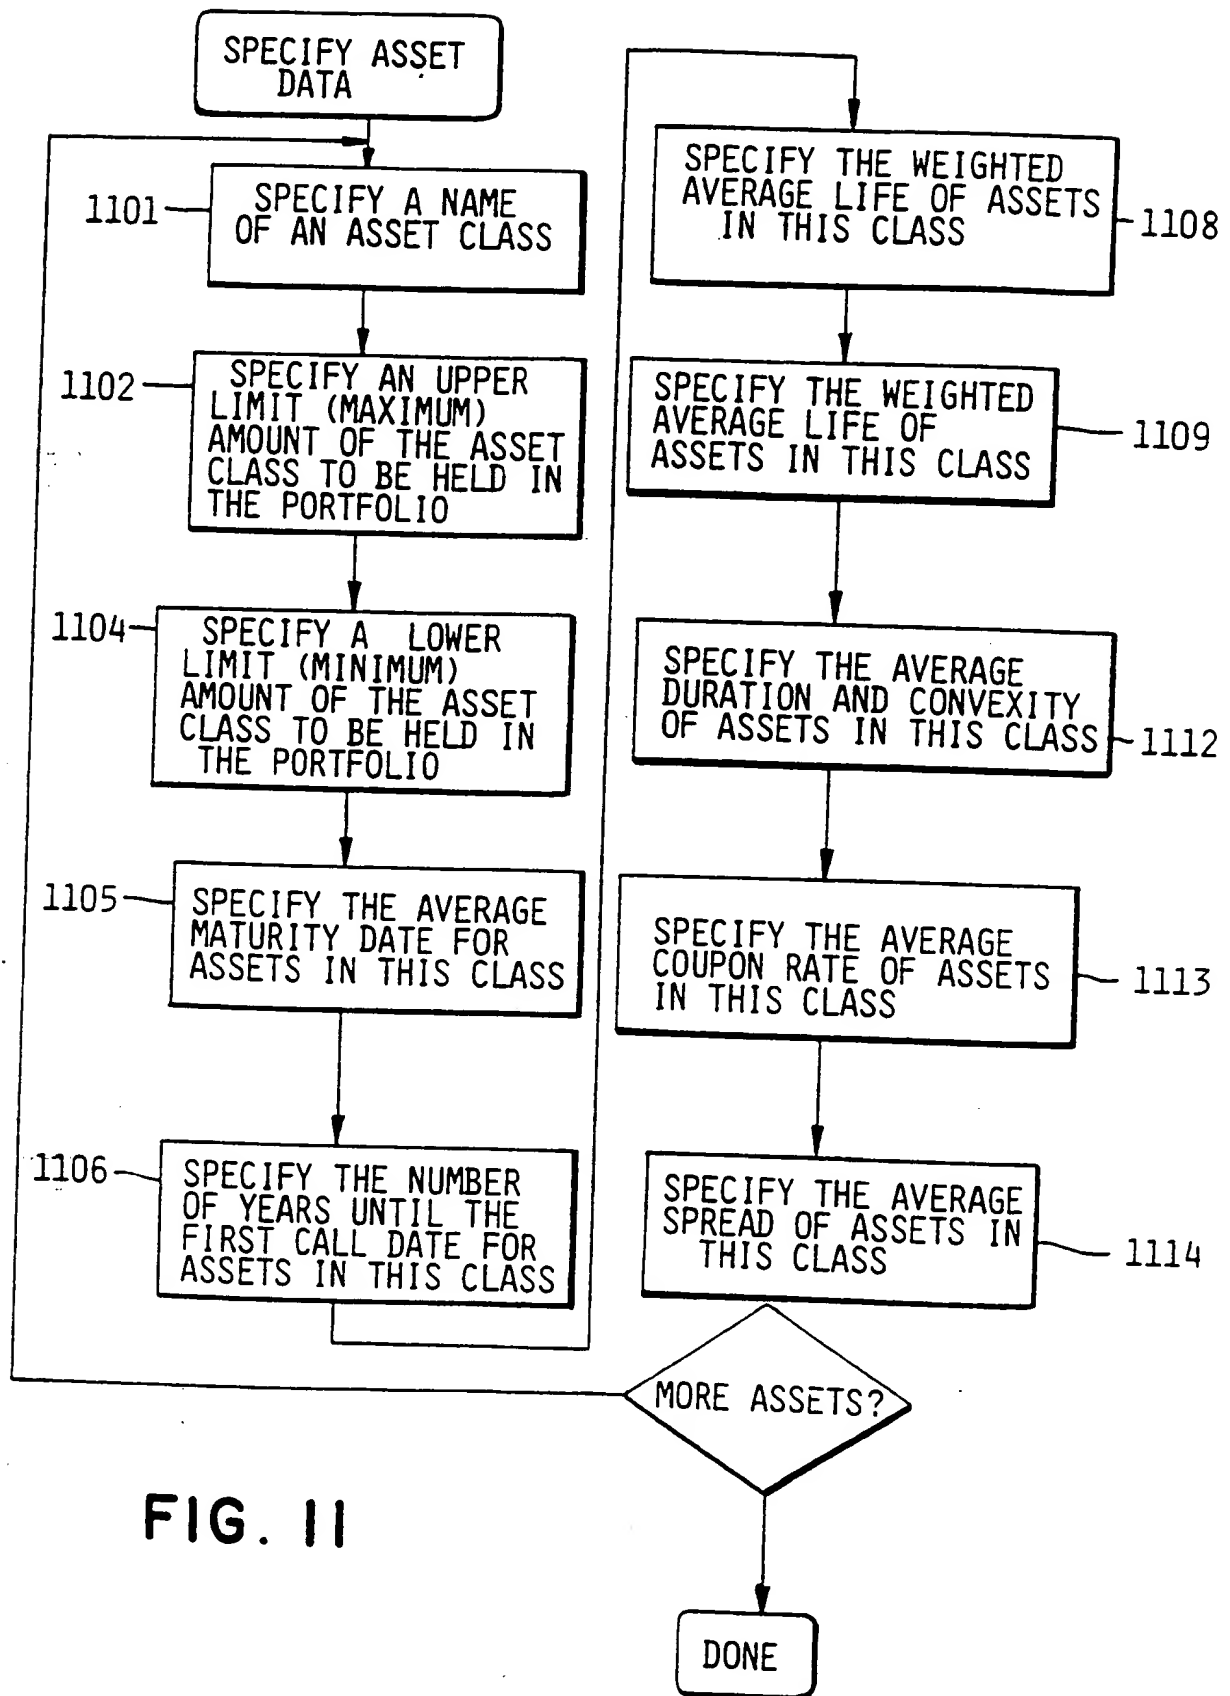 SPECIFY ASSET
DATA
1101
SPECIFY A NAME
OF AN ASSET CLASS
1102
SPECIFY AN UPPER
LIMIT (MAXIMUM)
AMOUNT OF THE ASSET
CLASS TO BE HELD IN
THE PORTFOLIO
1104
SPECIFY A LOWER
LIMIT (MINIMUM)
AMOUNT OF THE ASSET
CLASS TO BE HELD IN
THE PORTFOLIO
1105
SPECIFY THE AVERAGE
MATURITY DATE FOR
ASSETS IN THIS CLASS
1106
SPECIFY THE NUMBER
OF YEARS UNTIL THE
FIRST CALL DATE FOR
ASSETS IN THIS CLASS
SPECIFY THE WEIGHTED
AVERAGE LIFE OF ASSETS
IN THIS CLASS
1108
SPECIFY THE WEIGHTED
AVERAGE LIFE OF
ASSETS IN THIS CLASS
1109
SPECIFY THE AVERAGE
DURATION AND CONVEXITY
OF ASSETS IN THIS CLASS
1112
SPECIFY THE AVERAGE
COUPON RATE OF ASSETS
IN THIS CLASS
1113
SPECIFY THE AVERAGE
SPREAD OF ASSETS IN
THIS CLASS
1114
MORE ASSETS?
DONE
FIG. 11